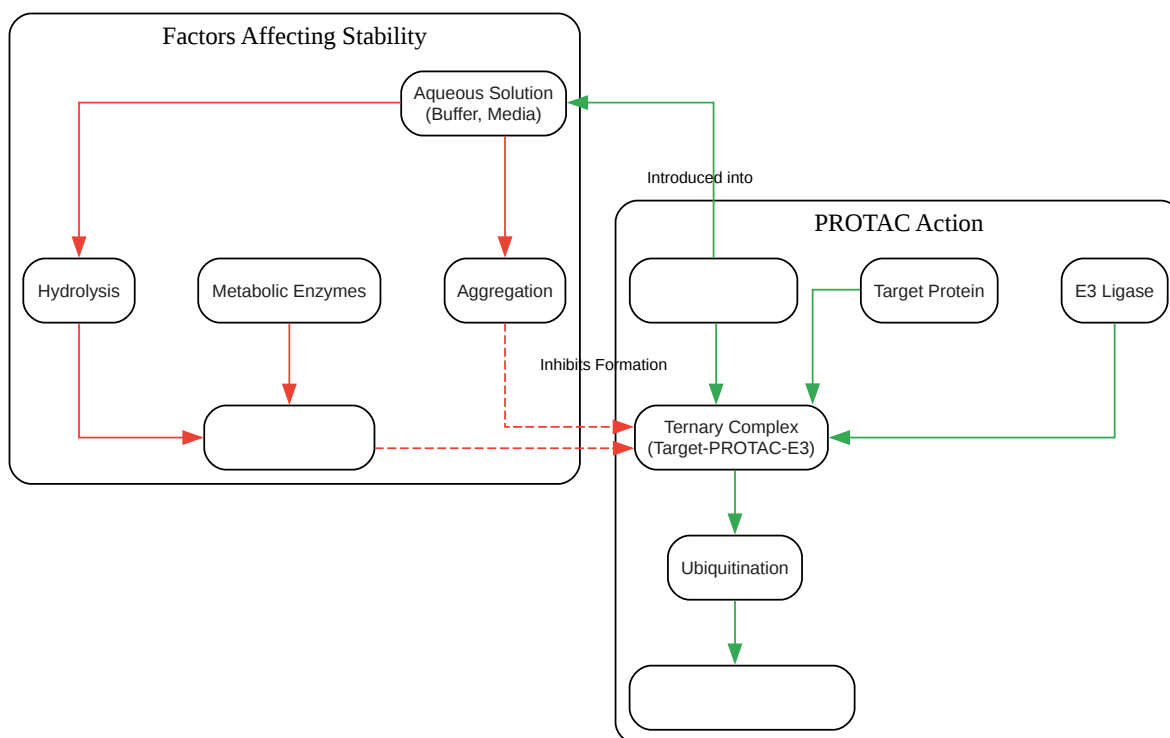 Factors Affecting Stability
Aqueous Solution
(Buffer, Media)
Introduced into
PROTAC Action
Hydrolysis
Metabolic Enzymes
Aggregation
Target Protein
E3 Ligase
Inhibits Formation
Ternary Complex
(Target-PROTAC-E3)
Ubiquitination